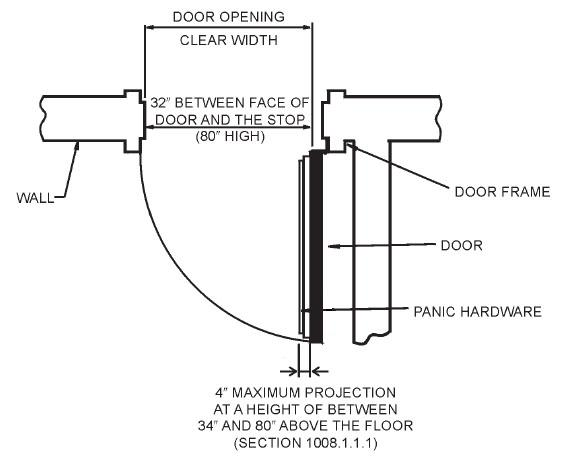 DOOR OPENING
CLEAR WIDTH
32″ BETWEEN FACE OF
DOOR AND THE STOP
(80″ HIGH)
WALL
DOOR FRAME
DOOR
PANIC HARDWARE
4″ MAXIMUM PROJECTION
AT A HEIGHT OF BETWEEN
34″ AND 80″ ABOVE THE FLOOR
(SECTION 1008.1.1.1)